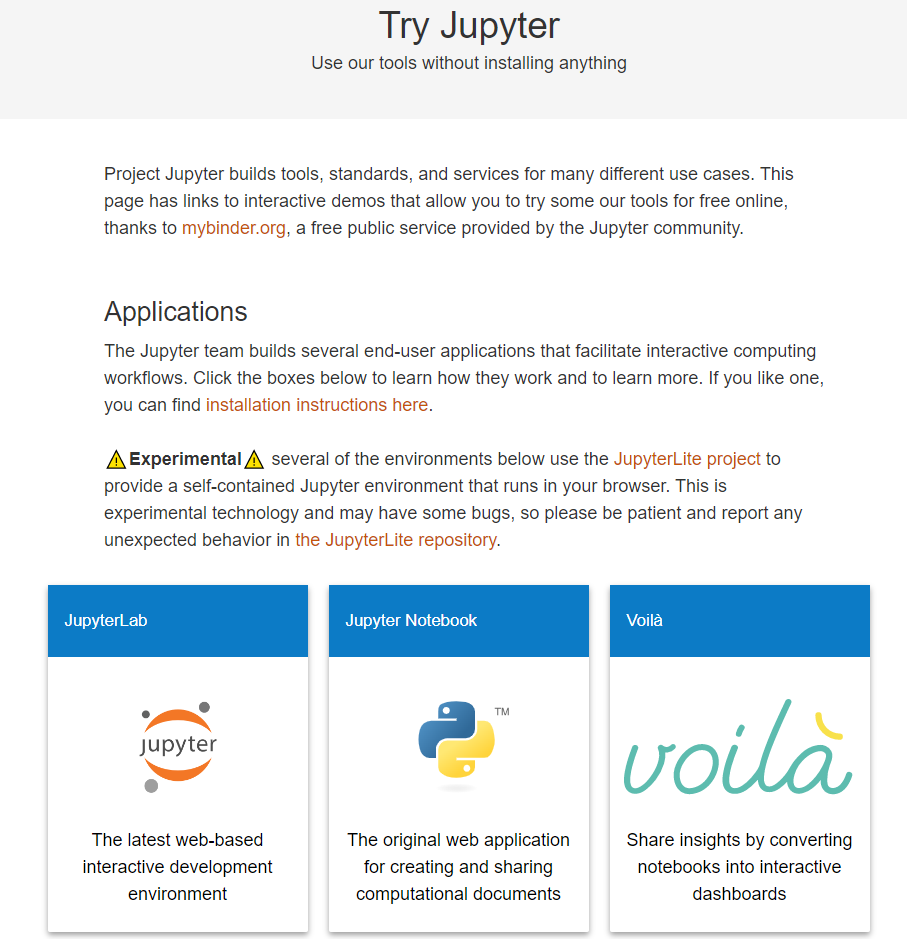 Try Jupyter
Use our tools without installing anything
Project Jupyter builds tools, standards, and services for many different use cases. This
page has links to interactive demos that allow you to try some our tools for free online,
thanks to mybinder.org, a free public service provided by the Jupyter community.
Applications
The Jupyter team builds several end-user applications that facilitate interactive computing
workflows. Click the boxes below to learn how they work and to learn more. If you like one,
you can find installation instructions here.
⚠Experimental⚠ several of the environments below use the JupyterLite project to
provide a self-contained Jupyter environment that runs in your browser. This is
experimental technology and may have some bugs, so please be patient and report any
unexpected behavior in the JupyterLite repository.
JupyterLab
jupyter
The latest web-based
interactive development
environment
Jupyter Notebook
TM
The original web application
for creating and sharing
computational documents
Voilà
voilà
Share insights by converting
notebooks into interactive
dashboards